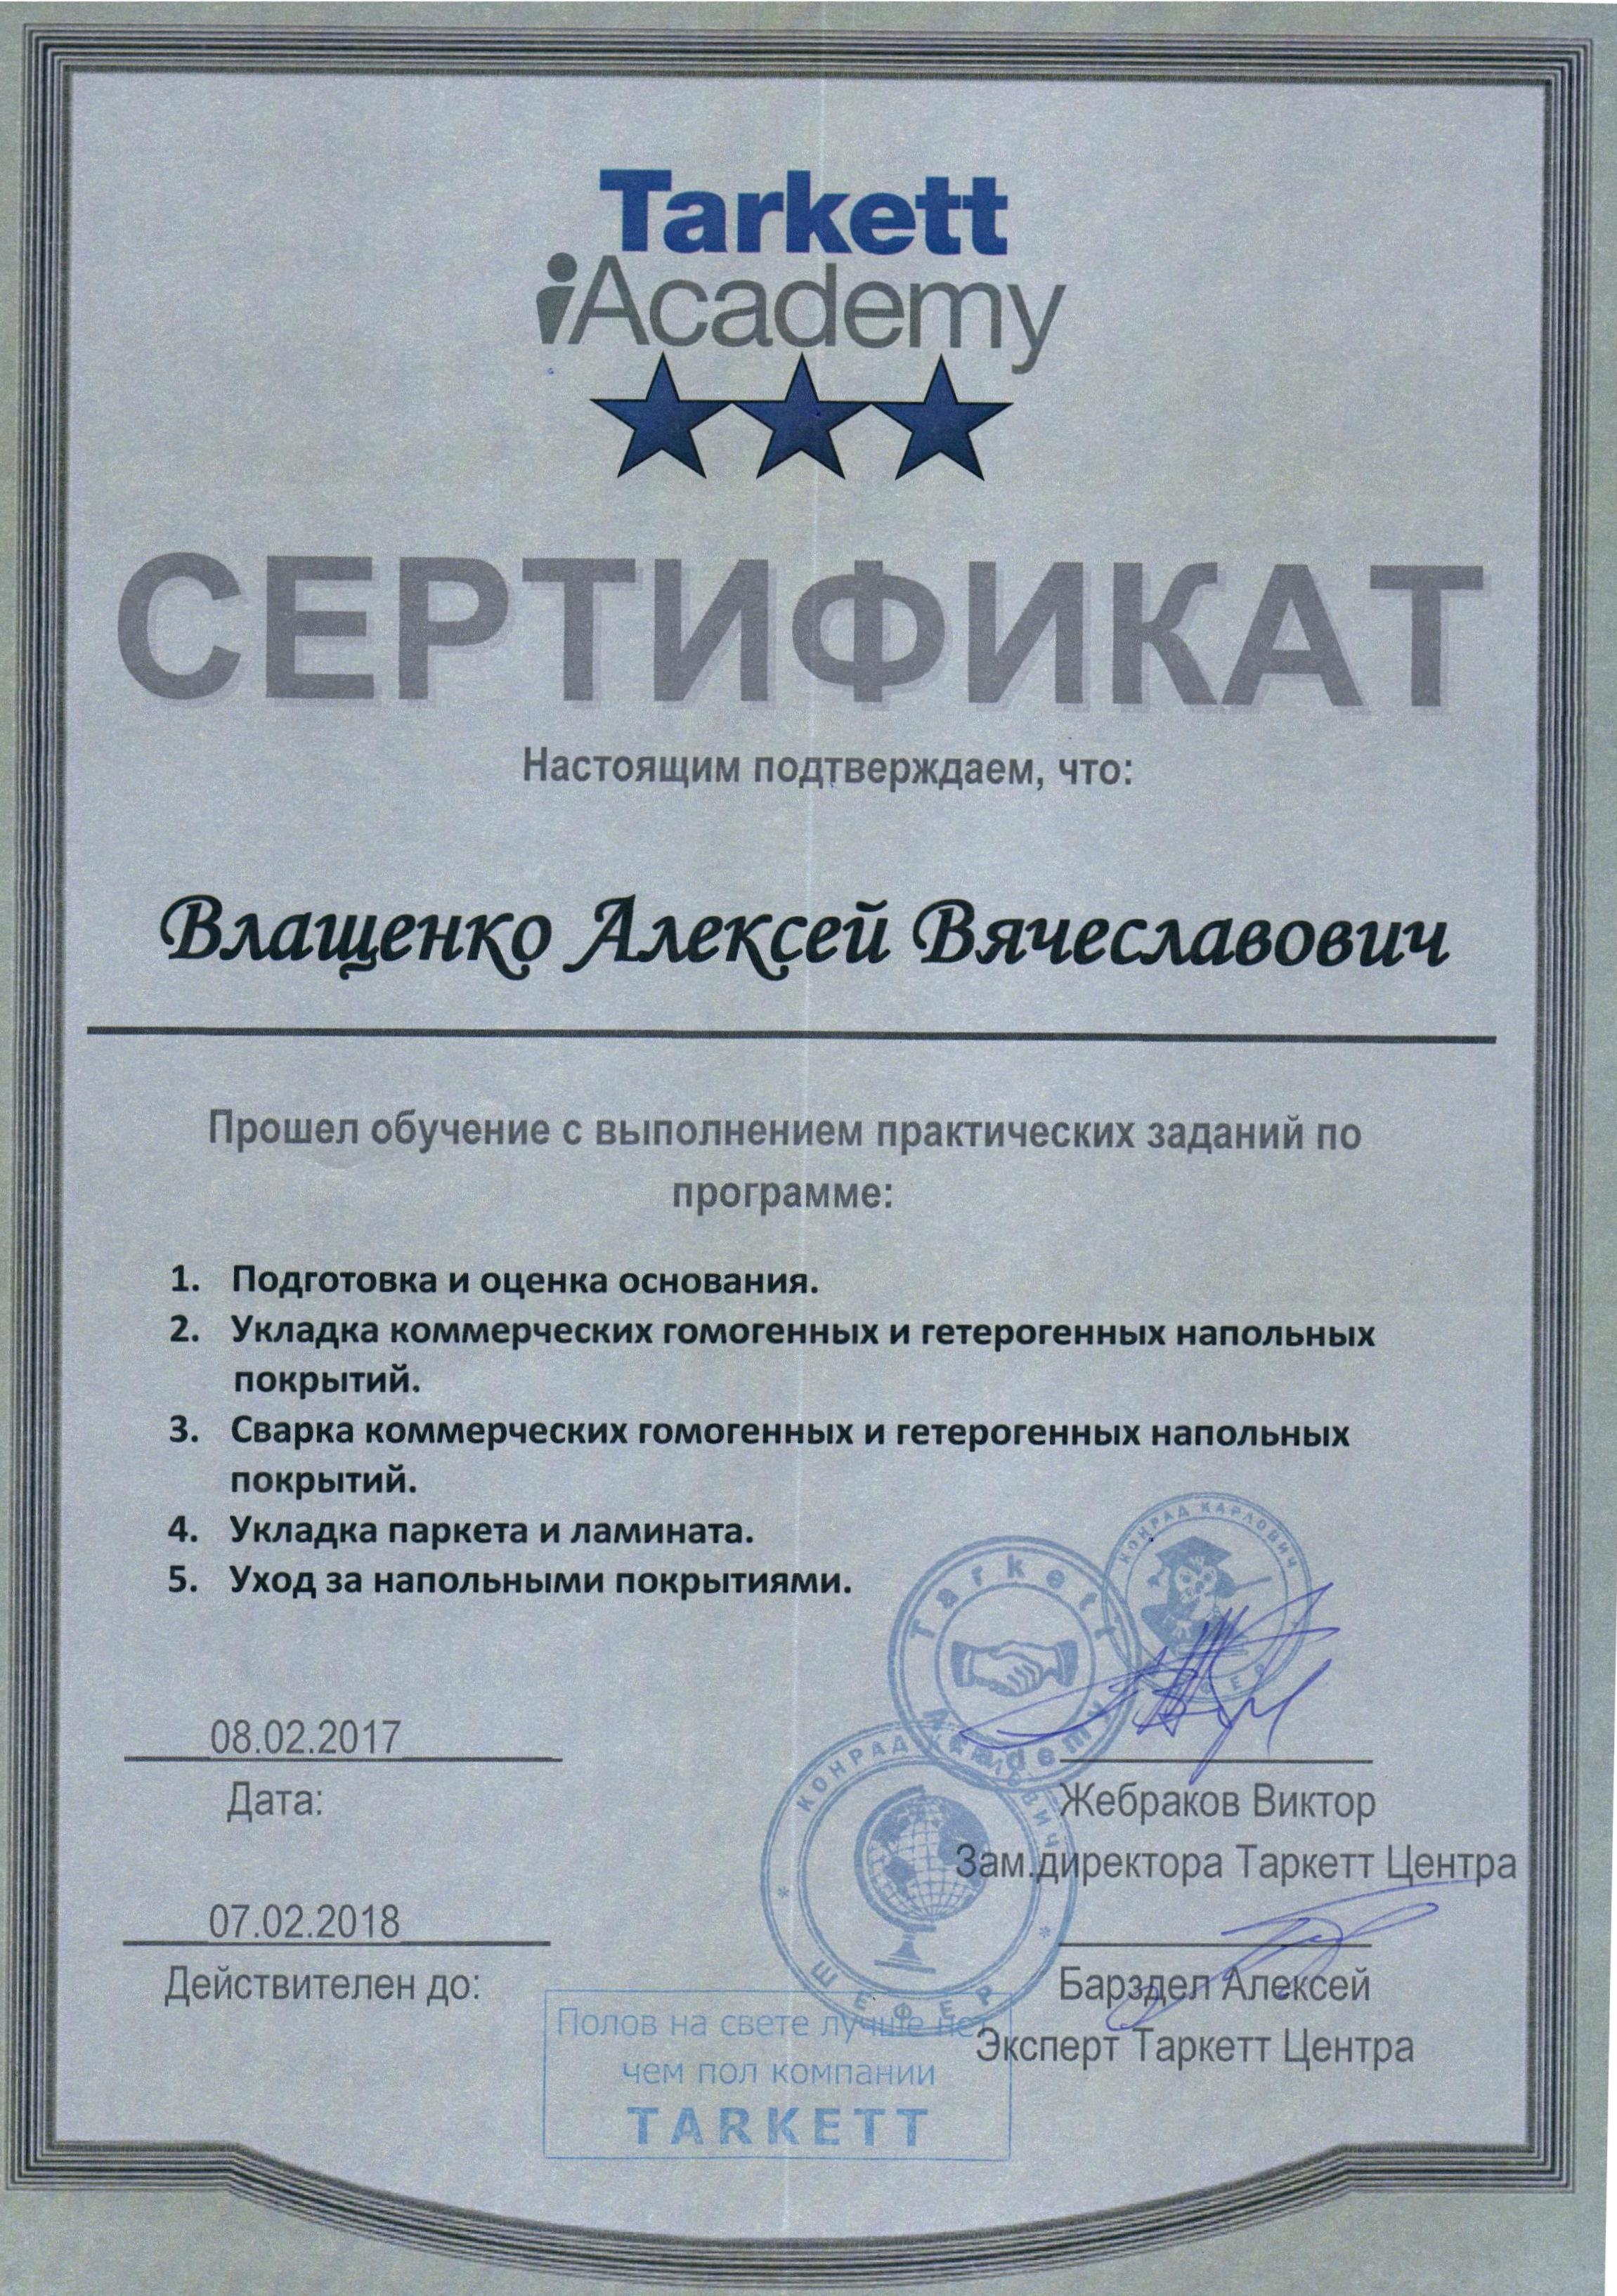 Tarkett
iAcademy
СЕРТИФИКАТ
Настоящим подтверждаем, что:
Влащенко Алексей Вячеславович
Прошел обучение с выполнением практических заданий по
программе:
1. Подготовка и оценка основания.
2. Укладка коммерческих гомогенных и гетерогенных напольных
покрытий.
3. Сварка коммерческих гомогенных и гетерогенных напольных
покрытий.
4. Укладка паркета и ламината.
5. Уход за напольными покрытиями.
КОНРАД КАРЛОВИЧ
Tarkett
Academy
08.02.2017
Дата:
Жебраков Виктор
Зам.директора Таркетт Центра
КОНРАД КАРЛОВИЧ
* ШЕФЕР *
07.02.2018
Действителен до:
Барздел Алексей
Эксперт Таркетт Центра
Полов на свете лучше нет
чем пол компании
TARKETT